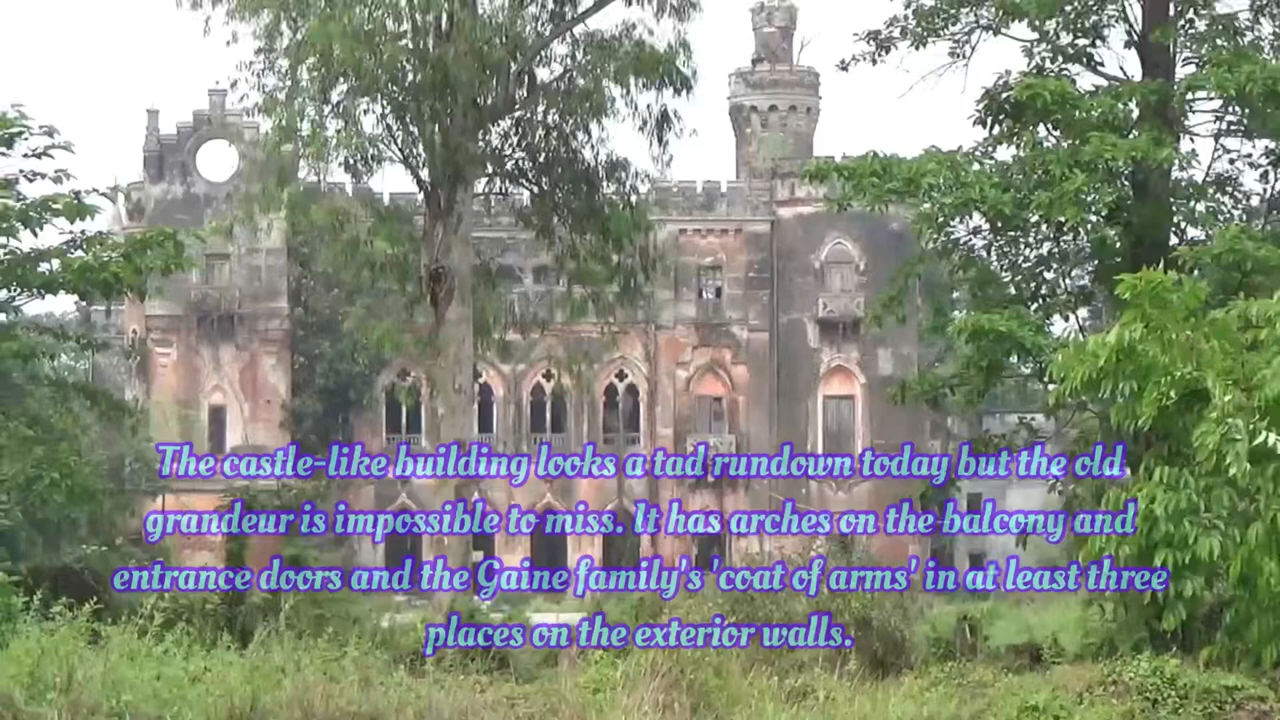 The castle-like building looks a tad rundown today but the old
grandeur is impossible to miss. It has arches on the balcony and
entrance doors and the Gaine family's 'coat of arms' in at least three
places on the exterior walls.